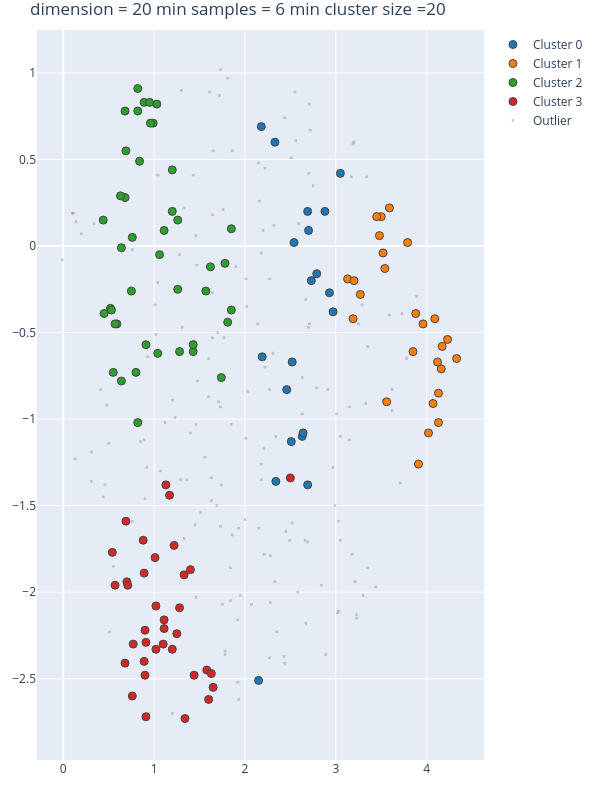 dimension = 20 min samples = 6 min cluster size =20
Cluster 0
Cluster 1
Cluster 2
Cluster 3
Outlier
1
0.5
0
−0.5
−1
−1.5
−2
−2.5
0 1 2 3 4